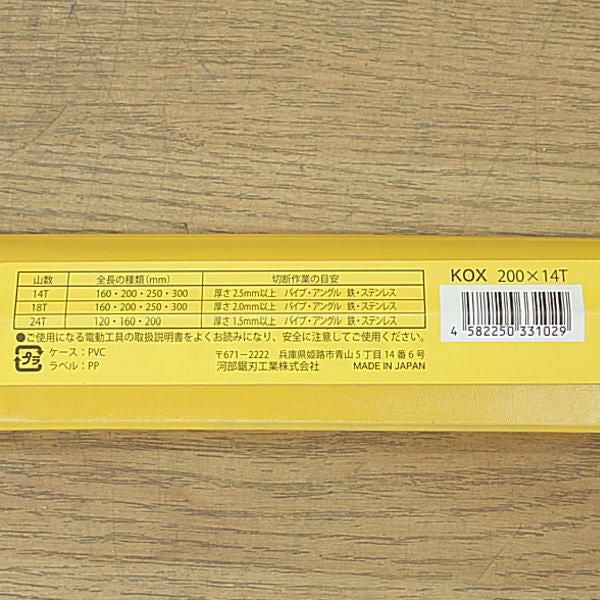 山数 全長の種類(mm) 切断作業の目安
14T 160・200・250・300 厚さ2.5mm以上 パイプ・アングル 鉄・ステンレス
18T 160・200・250・300 厚さ2.0mm以上 パイプ・アングル 鉄・ステンレス
24T 120・160・200 厚さ1.5mm以上 パイプ・アングル 鉄・ステンレス
●ご使用になる電動工具の取扱説明書をよくお読みになり、安全に注意してご使用ください。
プラ
ケース:PVC
ラベル:PP
〒671-2222 兵庫県姫路市青山5丁目14番6号
河部鋸刃工業株式会社 MADE IN JAPAN
KOX 200×14T
4 582250 331029